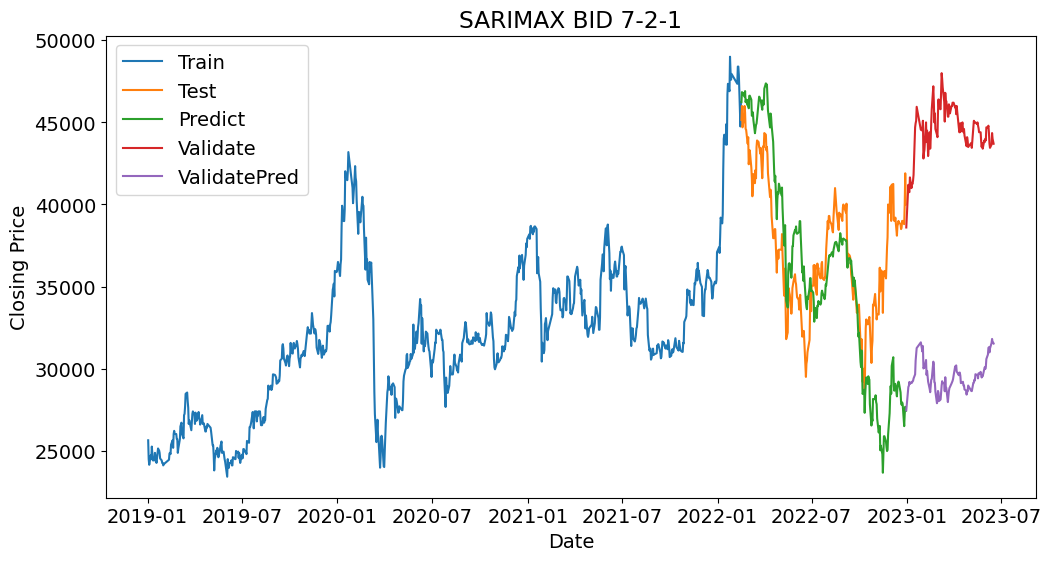 SARIMAX BID 7-2-1
Train
Test
Predict
Validate
ValidatePred
50000
45000
40000
35000
30000
25000
Closing Price
2019-01 2019-07 2020-01 2020-07 2021-01 2021-07 2022-01 2022-07 2023-01 2023-07
Date